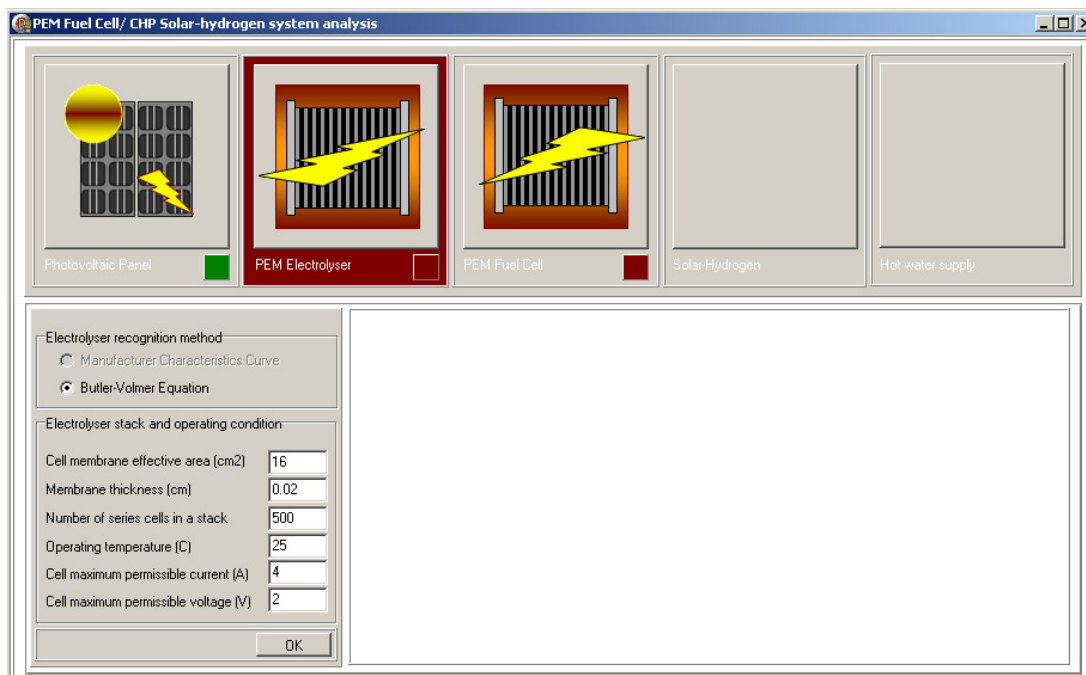 PEM Fuel Cell/ CHP Solar-hydrogen system analysis
Photovoltaic Panel
PEM Electrolyser
PEM Fuel Cell
Solar-Hydrogen
Hot water supply
Electrolyser recognition method
Manufacturer Characteristics Curve
Butler-Volmer Equation
Electrolyser stack and operating condition
Cell membrane effective area (cm2) 16
Membrane thickness (cm) 0.02
Number of series cells in a stack 500
Operating temperature (C) 25
Cell maximum permissible current (A) 4
Cell maximum permissible voltage (V) 2
OK